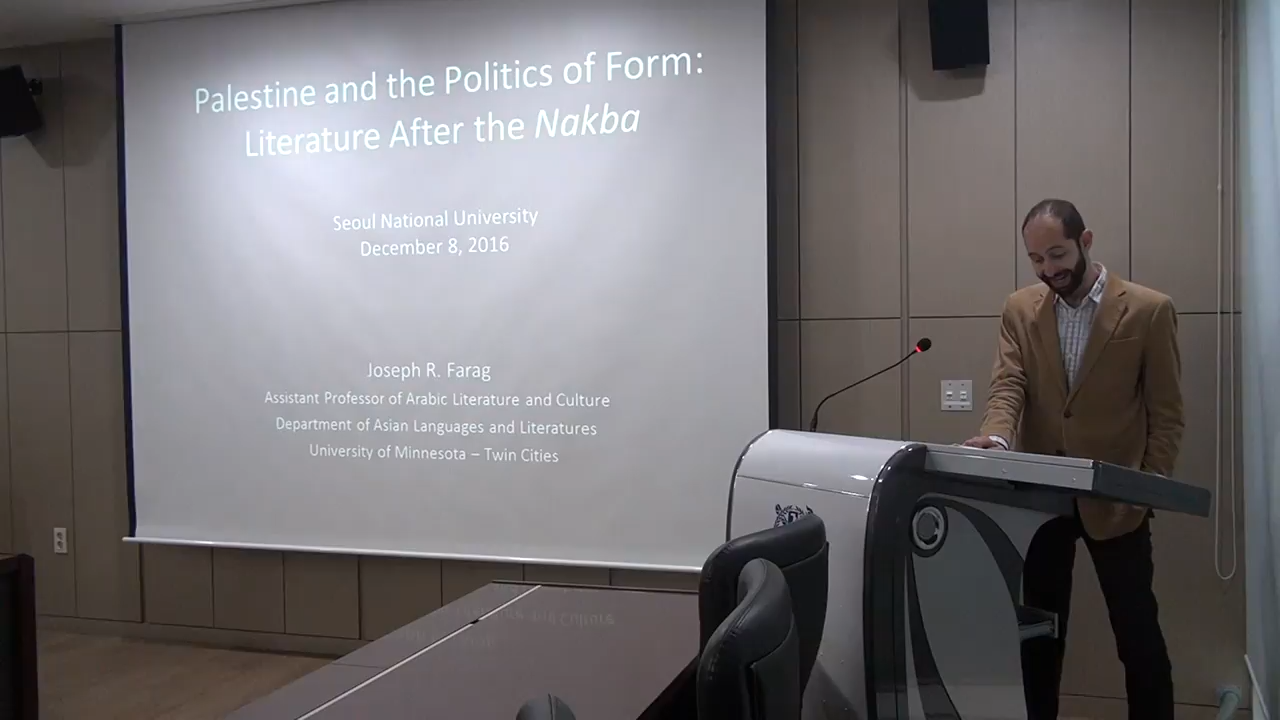 Palestine and the Politics of Form:
Literature After the Nakba
Seoul National University
December 8, 2016
Joseph R. Farag
Assistant Professor of Arabic Literature and Culture
Department of Asian Languages and Literatures
University of Minnesota – Twin Cities